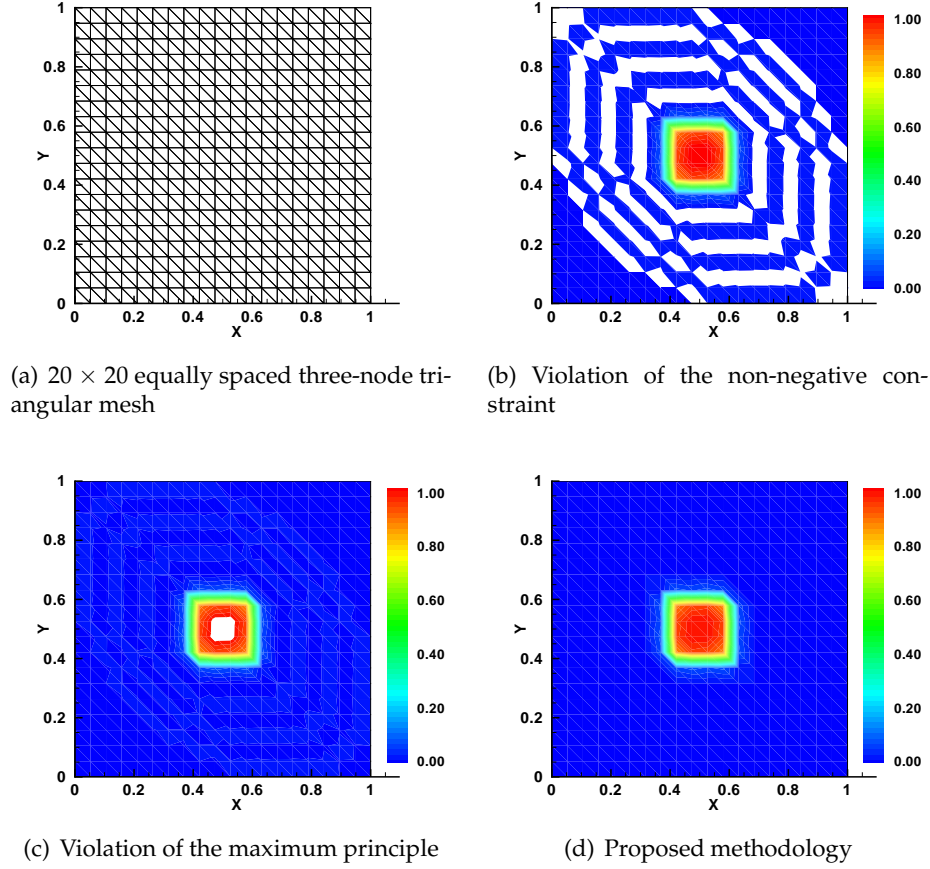 Y
1
0.8
0.6
0.4
0.2
0
0 0.2 0.4 0.6 0.8 1
X
(a) 20 × 20 equally spaced three-node tri-
angular mesh
Y
1
0.8
0.6
0.4
0.2
0
0 0.2 0.4 0.6 0.8 1
X
1.00
0.80
0.60
0.40
0.20
0.00
(b) Violation of the non-negative con-
straint
Y
1
0.8
0.6
0.4
0.2
0
0 0.2 0.4 0.6 0.8 1
X
1.00
0.80
0.60
0.40
0.20
0.00
(c) Violation of the maximum principle
Y
1
0.8
0.6
0.4
0.2
0
0 0.2 0.4 0.6 0.8 1
X
1.00
0.80
0.60
0.40
0.20
0.00
(d) Proposed methodology